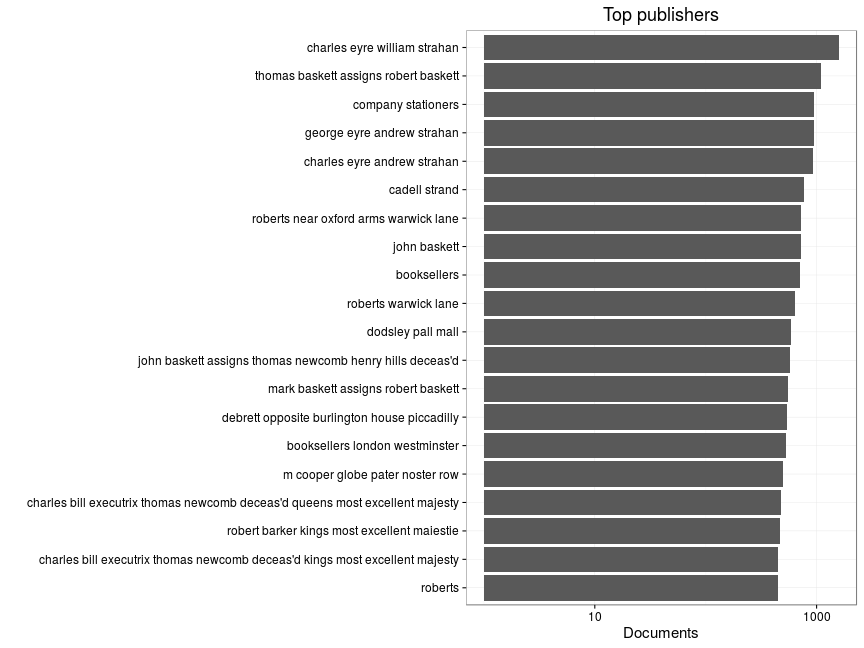 Top publishers
charles eyre william strahan
thomas baskett assigns robert baskett
company stationers
george eyre andrew strahan
charles eyre andrew strahan
cadell strand
roberts near oxford arms warwick lane
john baskett
booksellers
roberts warwick lane
dodsley pall mall
john baskett assigns thomas newcomb henry hills deceas'd
mark baskett assigns robert baskett
debrett opposite burlington house piccadilly
booksellers london westminster
m cooper globe pater noster row
charles bill executrix thomas newcomb deceas'd queens most excellent majesty
robert barker kings most excellent maiestie
charles bill executrix thomas newcomb deceas'd kings most excellent majesty
roberts
10 1000
Documents